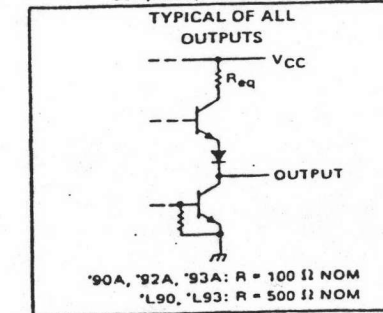 TYPICAL OF ALL
OUTPUTS
VCC
Req
OUTPUT
'90A, '92A, '93A: R = 100 Ω NOM
'L90, 'L93: R = 500 Ω NOM